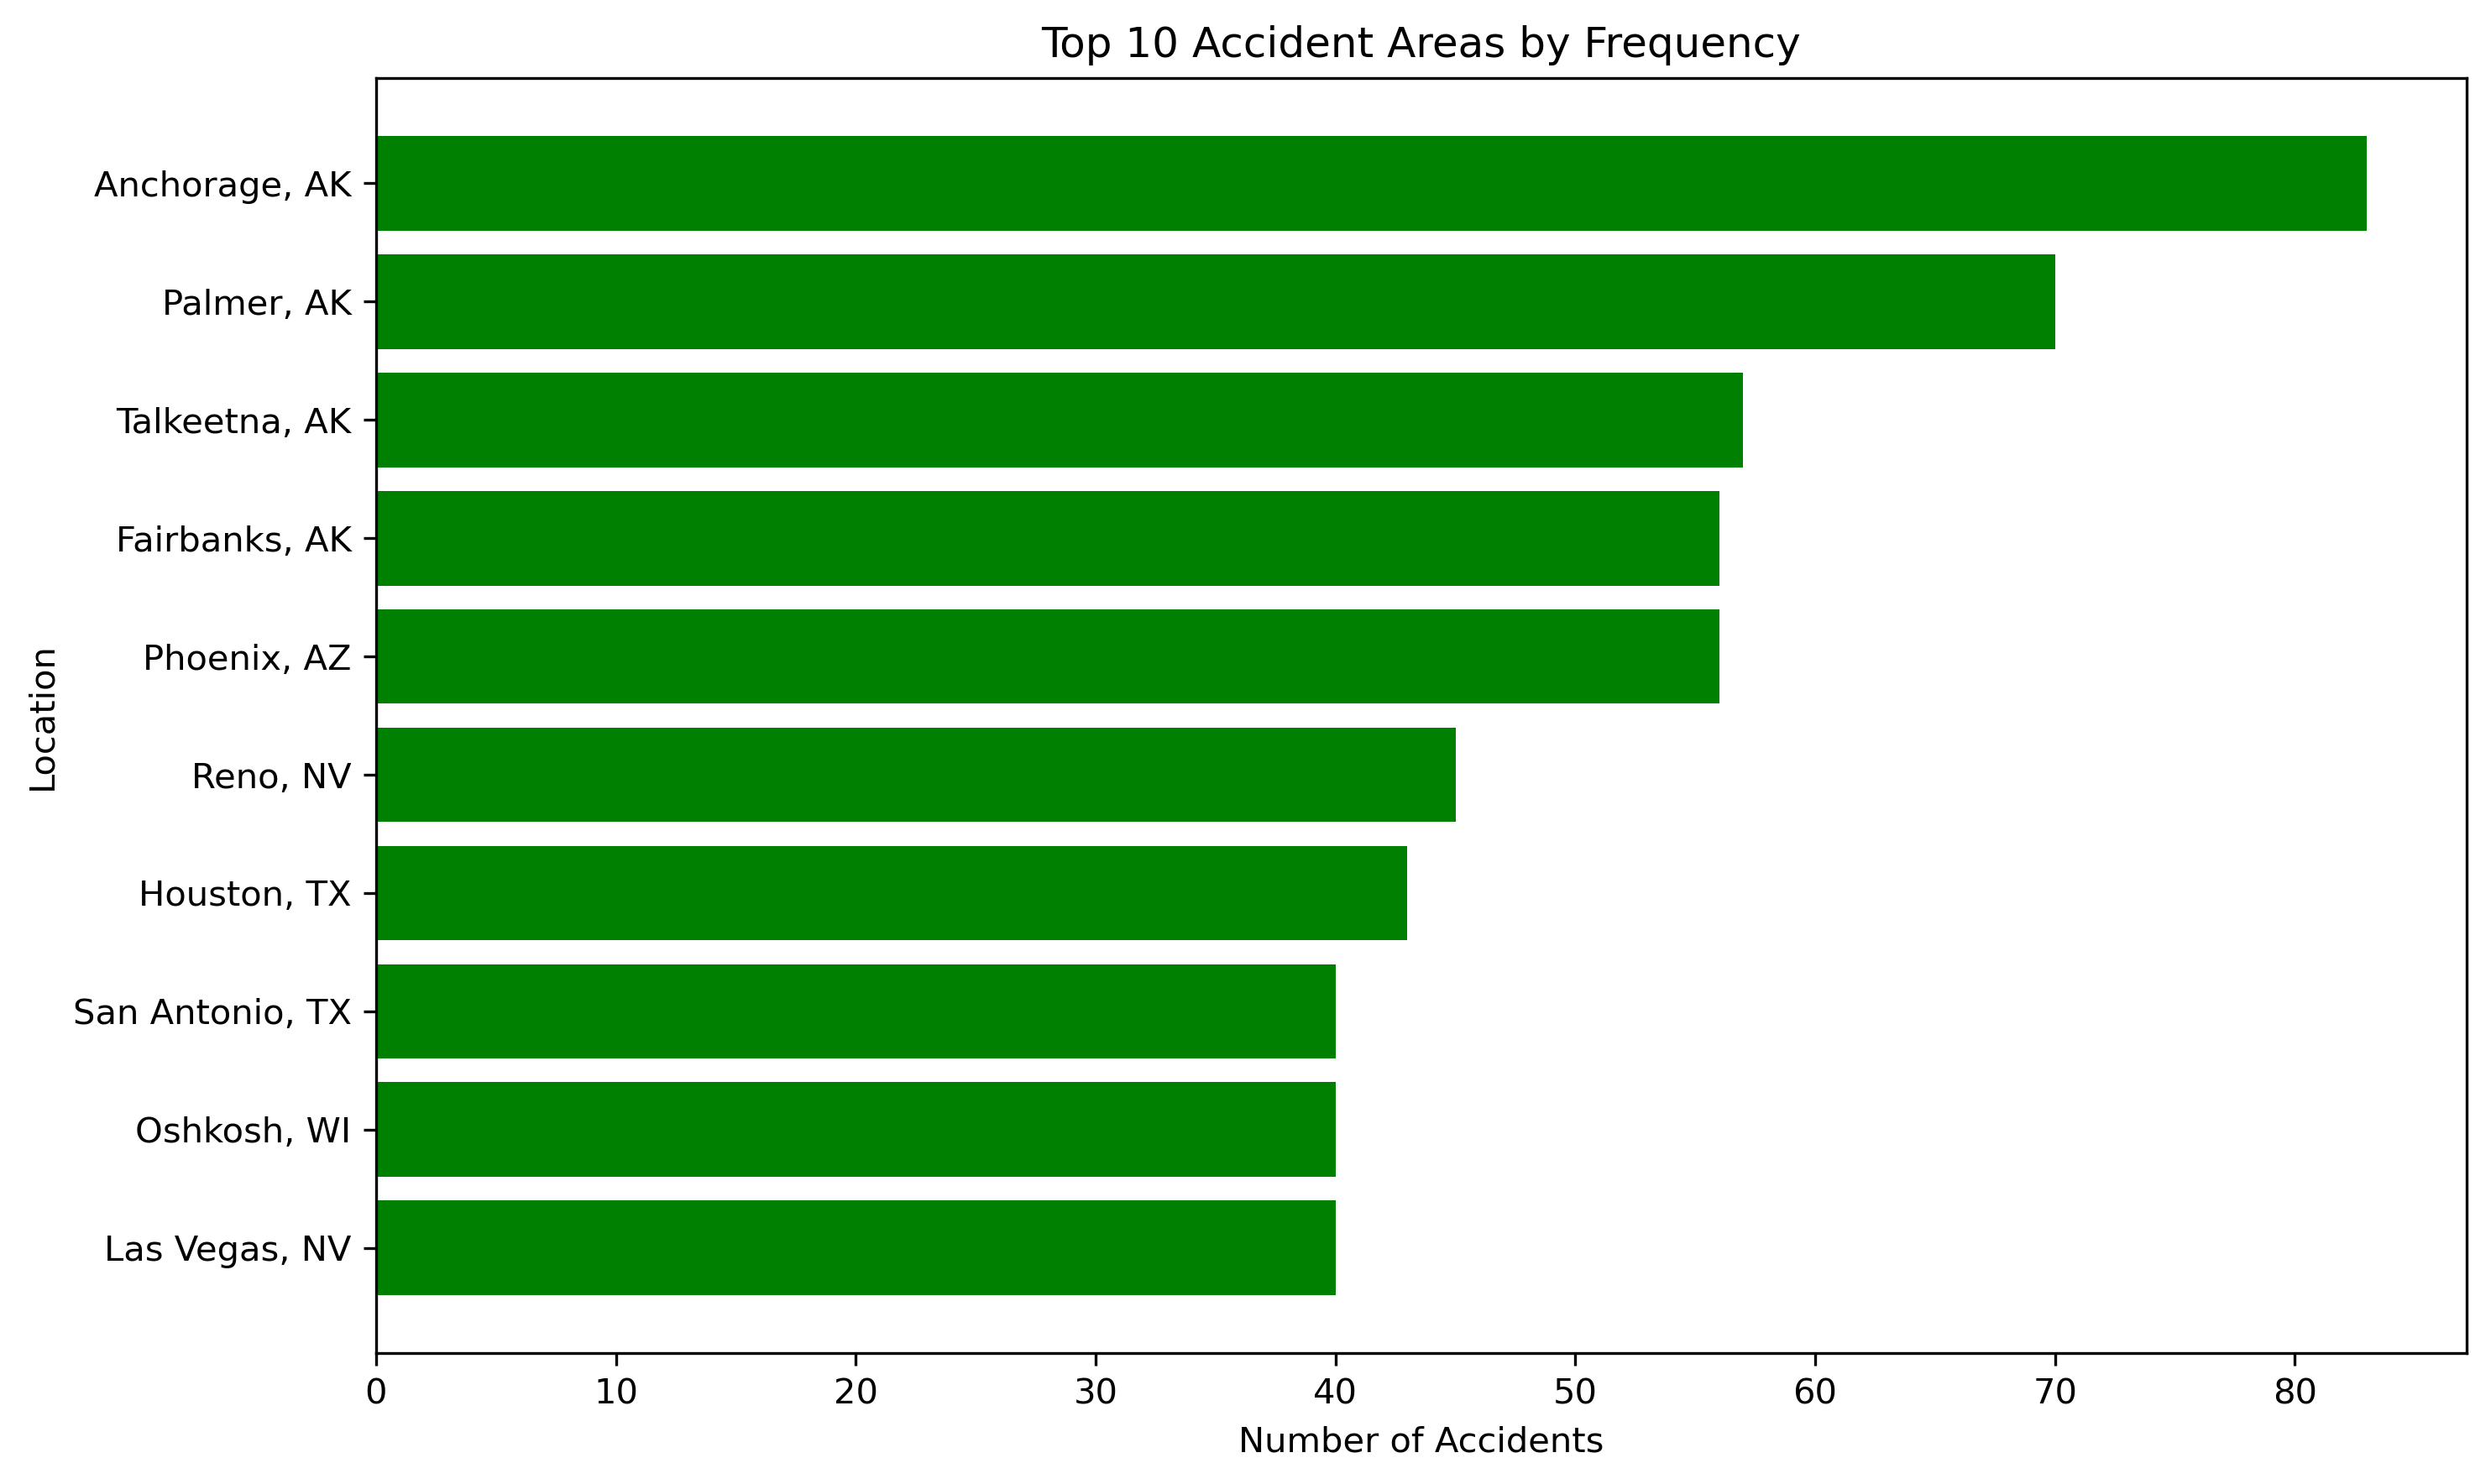 Top 10 Accident Areas by Frequency
Location
Anchorage, AK
Palmer, AK
Talkeetna, AK
Fairbanks, AK
Phoenix, AZ
Reno, NV
Houston, TX
San Antonio, TX
Oshkosh, WI
Las Vegas, NV
0 10 20 30 40 50 60 70 80
Number of Accidents